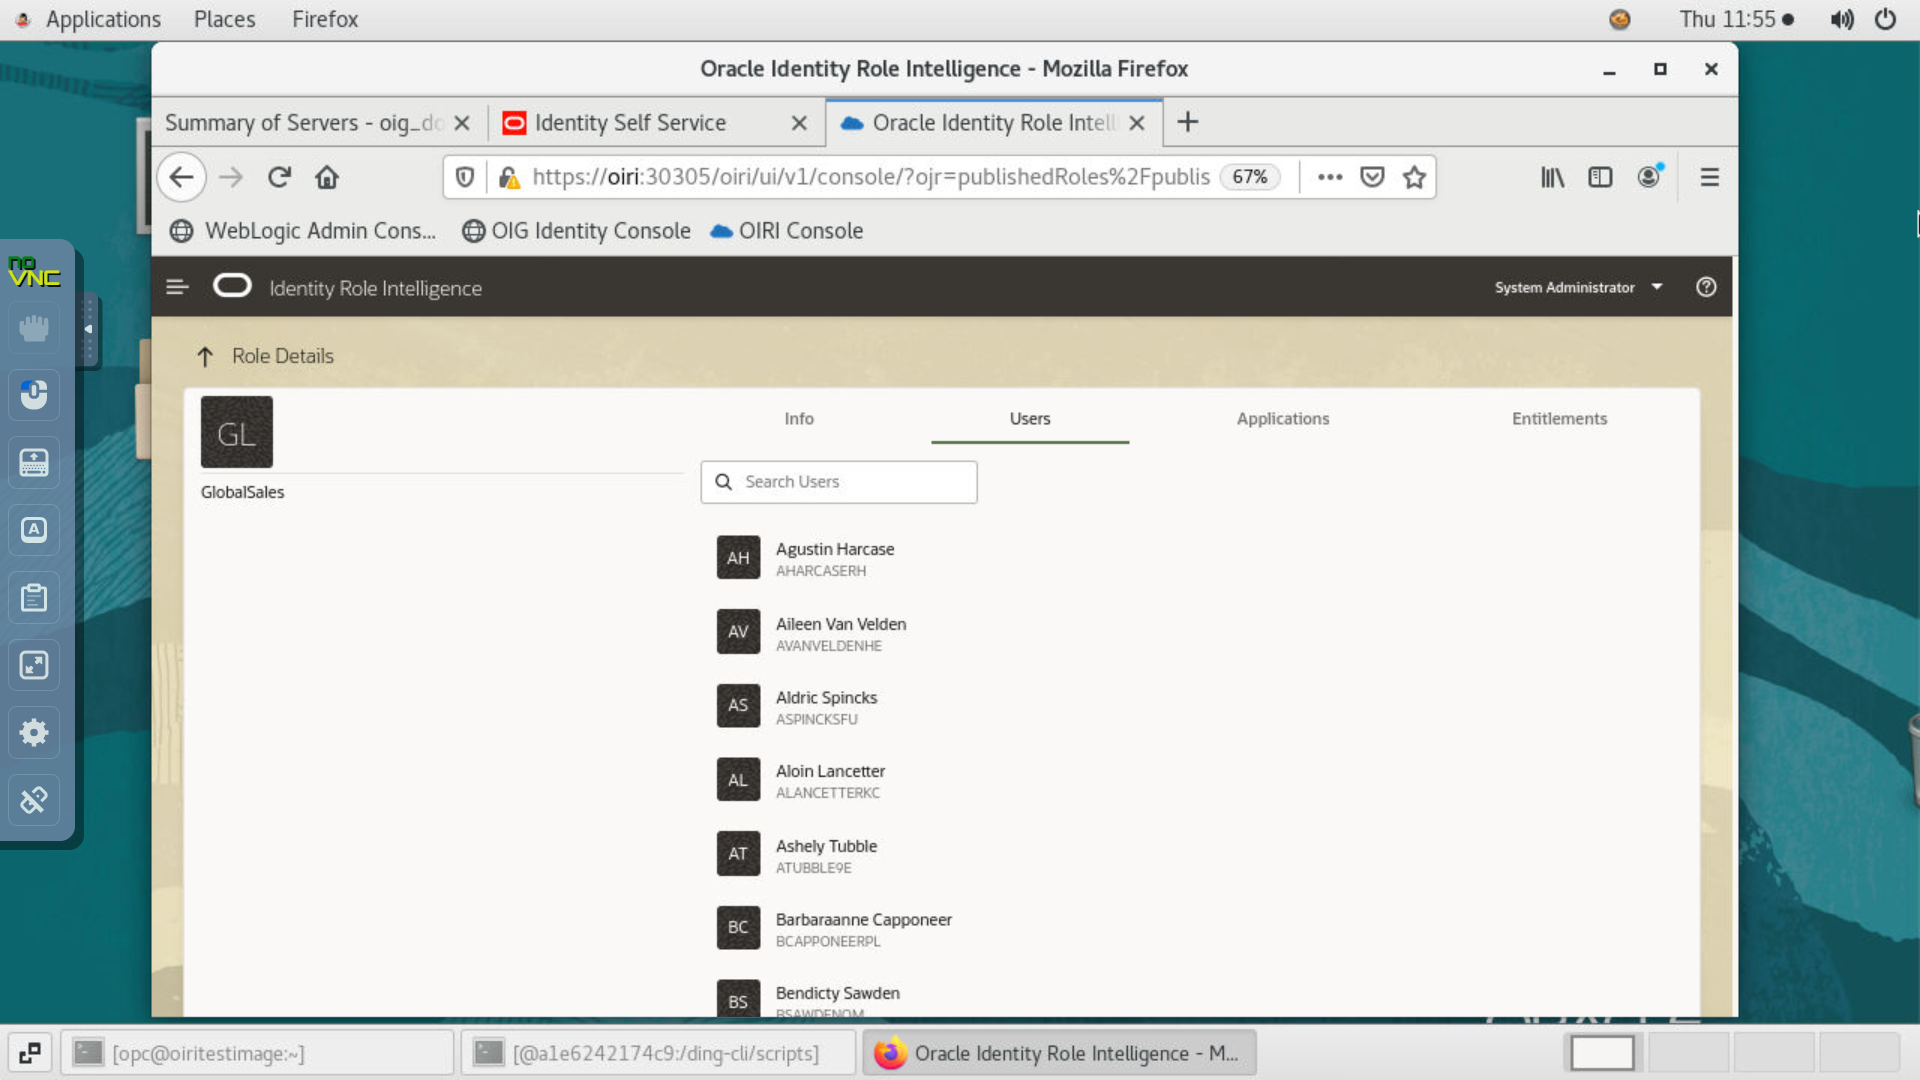 Applications Places Firefox Thu 11:55
Oracle Identity Role Intelligence - Mozilla Firefox
Summary of Servers - oig_do Identity Self Service Oracle Identity Role Intell
https://oiri:30305/oiri/ui/v1/console/?ojr=publishedRoles%2Fpublis 67%
WebLogic Admin Cons... OIG Identity Console OIRI Console
no
VNC
Identity Role Intelligence System Administrator
Role Details
GL
GlobalSales
Info Users Applications Entitlements
Search Users
AH Agustin Harcase
AHARCASERH
AV Aileen Van Velden
AVANVELDENHE
AS Aldric Spincks
ASPINCKSFU
AL Aloin Lancetter
ALANCETTERKC
AT Ashely Tubble
ATUBBLE9E
BC Barbaraanne Capponeer
BCAPPONEERPL
BS Bendicty Sawden
BSAWDENOM
[opc@oiritestimage:~] [@a1e6242174c9:/ding-cli/scripts] Oracle Identity Role Intelligence - M...